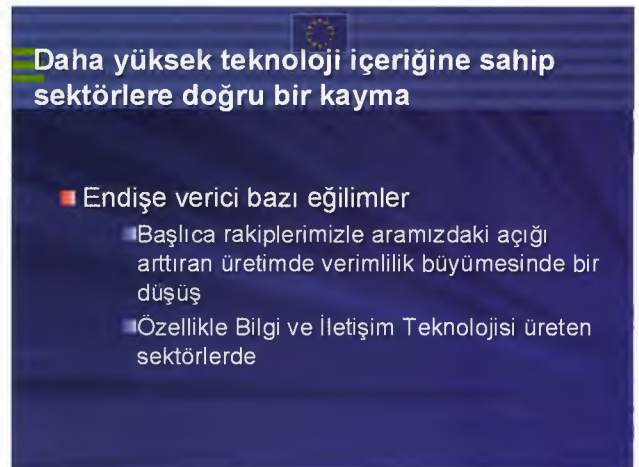 Daha yüksek teknoloji içeriğine sahip
sektörlere doğru bir kayma
Endişe verici bazı eğilimler
Başlıca rakiplerimizle aramızdaki açığı
arttıran üretimde verimlilik büyümesinde bir
düşüş
Özellikle Bilgi ve İletişim Teknolojisi üreten
sektörlerde